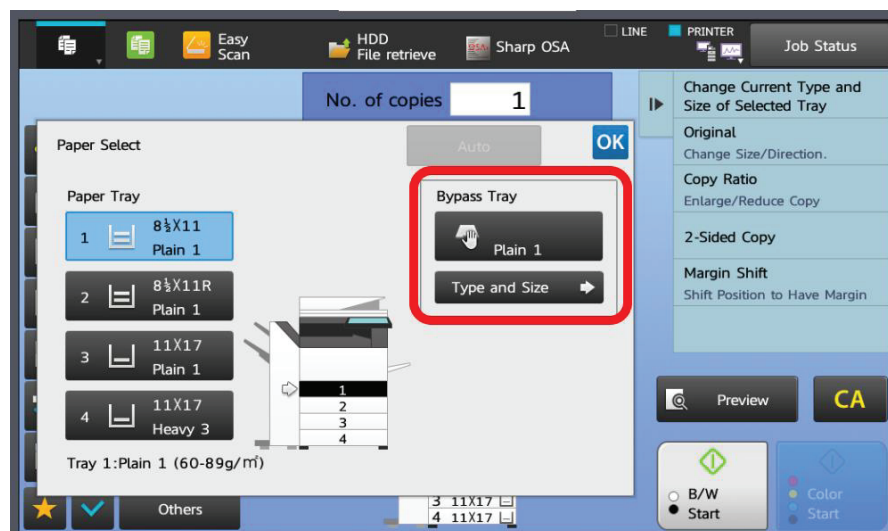 Easy
Scan
HDD
File retrieve
Sharp OSA
LINE
PRINTER
Job Status
No. of copies
1
Change Current Type and
Size of Selected Tray
Original
Change Size/Direction.
Copy Ratio
Enlarge/Reduce Copy
2-Sided Copy
Margin Shift
Shift Position to Have Margin
Paper Select
Auto
OK
Paper Tray
1
8½X11
Plain 1
2
8½X11R
Plain 1
3
11X17
Plain 1
4
11X17
Heavy 3
Tray 1:Plain 1 (60-89g/㎡)
1
2
3
4
Bypass Tray
Plain 1
Type and Size
Preview
CA
B/W
Start
Color
Start
Others
3 11X17
4 11X17